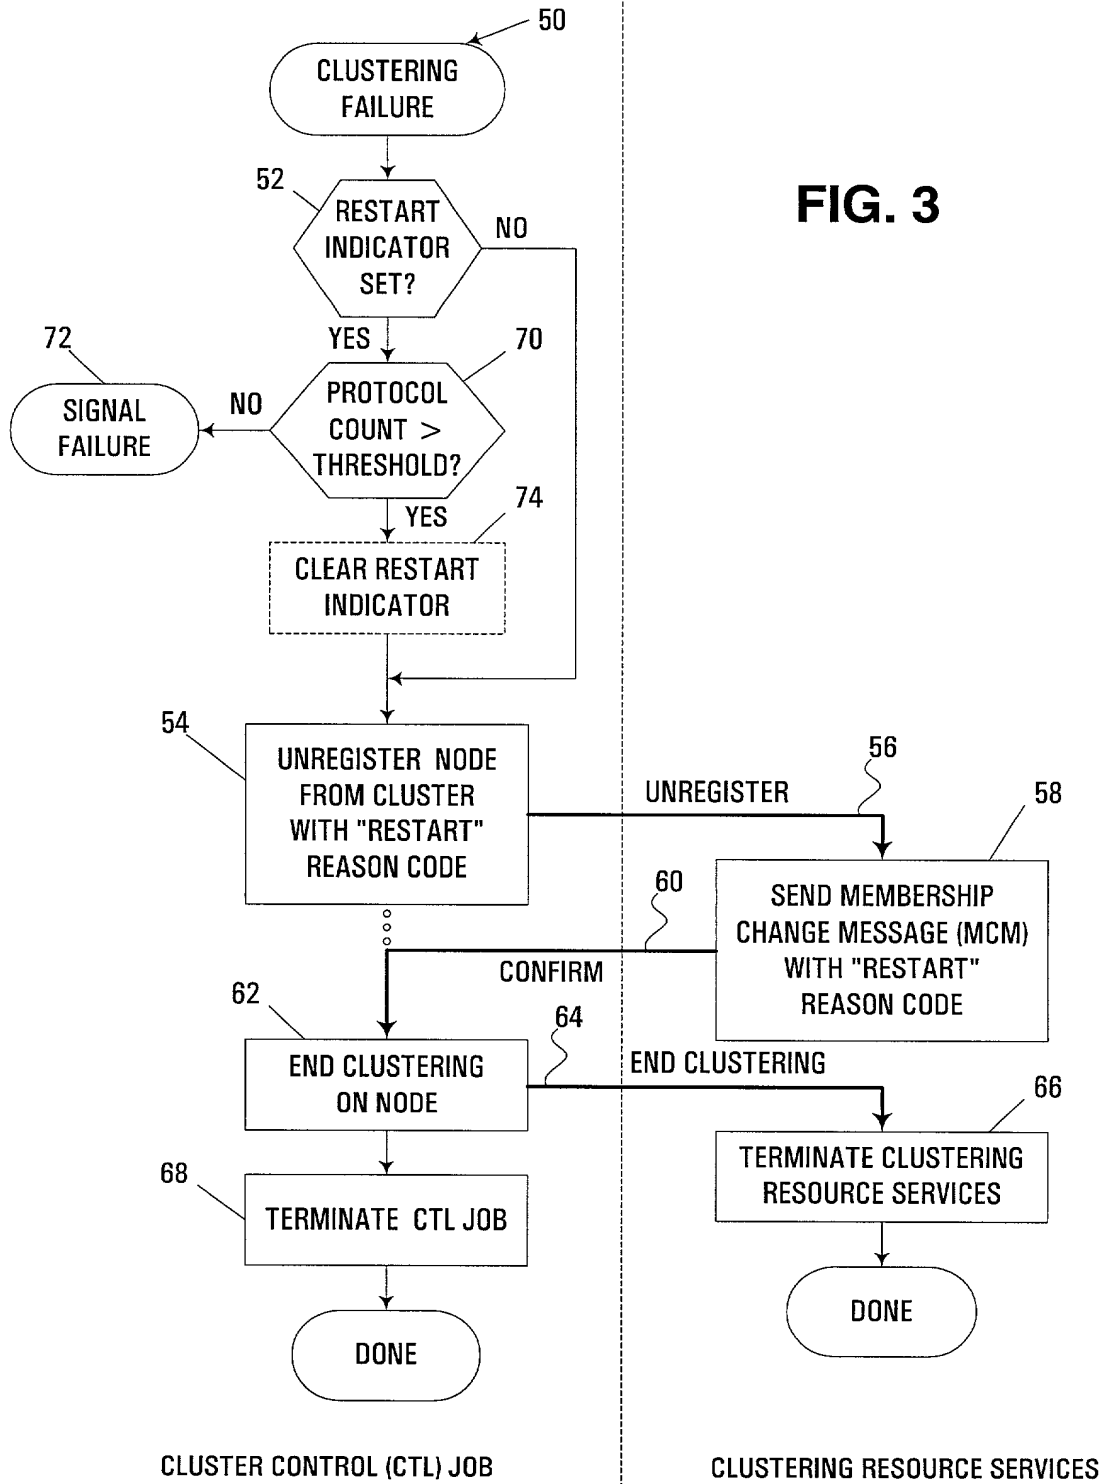 50
CLUSTERING
FAILURE
FIG. 3
52
RESTART
INDICATOR
SET?
NO
YES
72
70
SIGNAL
FAILURE
NO
PROTOCOL
COUNT >
THRESHOLD?
YES
74
CLEAR RESTART
INDICATOR
54
UNREGISTER NODE
FROM CLUSTER
WITH "RESTART"
REASON CODE
UNREGISTER
56
58
SEND MEMBERSHIP
CHANGE MESSAGE (MCM)
WITH "RESTART"
REASON CODE
60
CONFIRM
62
END CLUSTERING
ON NODE
64
END CLUSTERING
66
TERMINATE CLUSTERING
RESOURCE SERVICES
68
TERMINATE CTL JOB
DONE
DONE
CLUSTER CONTROL (CTL) JOB
CLUSTERING RESOURCE SERVICES